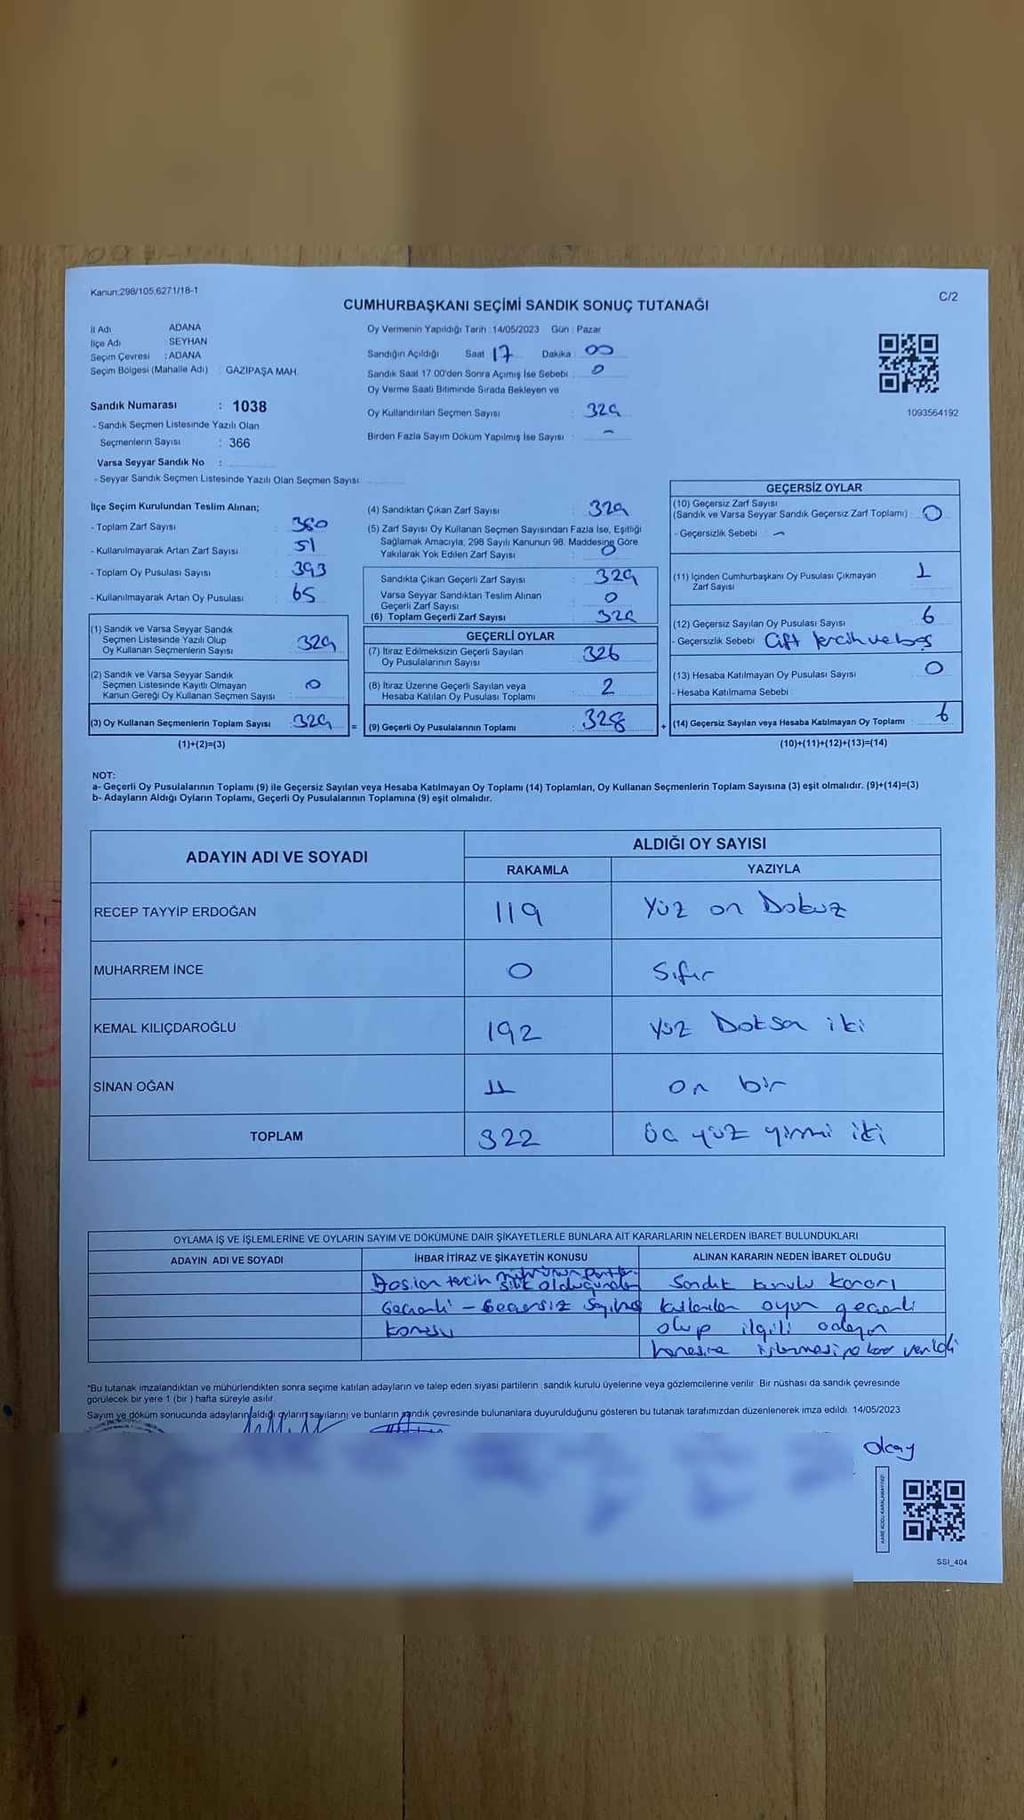 Kanun:298/105,6271/18-1
C/2
CUMHURBAŞKANI SEÇİMİ SANDIK SONUÇ TUTANAĞI
İl Adı ADANA
İlçe Adı SEYHAN
Seçim Çevresi : ADANA
Seçim Bölgesi (Mahalle Adı) : GAZİPAŞA MAH.
Sandık Numarası : 1038
- Sandık Seçmen Listesinde Yazılı Olan
Seçmenlerin Sayısı : 366
Varsa Seyyar Sandık No :
- Seyyar Sandık Seçmen Listesinde Yazılı Olan Seçmen Sayısı
Oy Vermenin Yapıldığı Tarih : 14/05/2023 Gün : Pazar
Sandığın Açıldığı Saat 17 Dakika 00
Sandık Saat 17:00'den Sonra Açımış İse Sebebi : 0
Oy Verme Saati Bitiminde Sırada Bekleyen ve
Oy Kullandırılan Seçmen Sayısı : 329
Birden Fazla Sayım Döküm Yapılmış İse Sayısı : -
1093564192
İlçe Seçim Kurulundan Teslim Alınan;
- Toplam Zarf Sayısı : 380
- Kullanılmayarak Artan Zarf Sayısı : 51
- Toplam Oy Pusulası Sayısı : 393
- Kullanılmayarak Artan Oy Pusulası : 65
(1) Sandık ve Varsa Seyyar Sandık
Seçmen Listesinde Yazılı Olup
Oy Kullanan Seçmenlerin Sayısı : 329
(2) Sandık ve Varsa Seyyar Sandık
Seçmen Listesinde Kayıtlı Olmayan
Kanun Gereği Oy Kullanan Seçmen Sayısı : 0
(3) Oy Kullanan Seçmenlerin Toplam Sayısı : 329
(1)+(2)=(3)
=
(4) Sandıktan Çıkan Zarf Sayısı : 329
(5) Zarf Sayısı Oy Kullanan Seçmen Sayısından Fazla İse, Eşitliği
Sağlamak Amacıyla, 298 Sayılı Kanunun 98. Maddesine Göre
Yakılarak Yok Edilen Zarf Sayısı : 0
Sandıkta Çıkan Geçerli Zarf Sayısı : 329
Varsa Seyyar Sandıktan Teslim Alınan
Geçerli Zarf Sayısı : 0
(6) Toplam Geçerli Zarf Sayısı : 329
GEÇERLİ OYLAR
(7) İtiraz Edilmeksizin Geçerli Sayılan
Oy Pusulalarının Sayısı : 326
(8) İtiraz Üzerine Geçerli Sayılan veya
Hesaba Katılan Oy Pusulası Toplamı : 2
(9) Geçerli Oy Pusulalarının Toplamı : 328
+
GEÇERSİZ OYLAR
(10) Geçersiz Zarf Sayısı
(Sandık ve Varsa Seyyar Sandık Geçersiz Zarf Toplamı) : 0
- Geçersizlik Sebebi : -
(11) İçinden Cumhurbaşkanı Oy Pusulası Çıkmayan
Zarf Sayısı : 1
(12) Geçersiz Sayılan Oy Pusulası Sayısı : 6
- Geçersizlik Sebebi Çift tercih ve boş
(13) Hesaba Katılmayan Oy Pusulası Sayısı : 0
- Hesaba Katılmama Sebebi :
(14) Geçersiz Sayılan veya Hesaba Katılmayan Oy Toplamı : 6
(10)+(11)+(12)+(13)=(14)
NOT:
a- Geçerli Oy Pusulalarının Toplamı (9) ile Geçersiz Sayılan veya Hesaba Katılmayan Oy Toplamı (14) Toplamları, Oy Kullanan Seçmenlerin Toplam Sayısına (3) eşit olmalıdır. (9)+(14)=(3)
b- Adayların Aldığı Oyların Toplamı, Geçerli Oy Pusulalarının Toplamına (9) eşit olmalıdır.
ADAYIN ADI VE SOYADI ALDIĞI OY SAYISI
RAKAMLA YAZIYLA
RECEP TAYYİP ERDOĞAN 119 Yüz on Dokuz
MUHARREM İNCE 0 Sıfır
KEMAL KILIÇDAROĞLU 192 Yüz Doksa iki
SİNAN OĞAN 11 on bir
TOPLAM 322 üç yüz yirmi iki
OYLAMA İŞ VE İŞLEMLERİNE VE OYLARIN SAYIM VE DÖKÜMÜNE DAİR ŞİKAYETLERLE BUNLARA AİT KARARLARIN NELERDEN İBARET BULUNDUKLARI
ADAYIN ADI VE SOYADI İHBAR İTİRAZ VE ŞİKAYETİN KONUSU ALINAN KARARIN NEDEN İBARET OLDUĞU
tercih silik olduğundan
Geçerli - Geçersiz Sayılma
konusu
Sandık kurulu kararı
kullanılan oyun geçerli
olup ilgili adayın
hanesine karar verildi
*Bu tutanak imzalandıktan ve mühürlendikten sonra seçime katılan adayların ve talep eden siyasi partilerin sandık kurulu üyelerine veya gözlemcilerine verilir. Bir nüshası da sandık çevresinde
görülecek bir yere 1 (bir ) hafta süreyle asılır.
Sayım ve döküm sonucunda adayların aldığı oyların sayılarını ve bunların sandık çevresinde bulunanlara duyurulduğunu gösteren bu tutanak tarafımızdan düzenlenerek imza edildi. 14/05/2023
olcay
SSİ_404